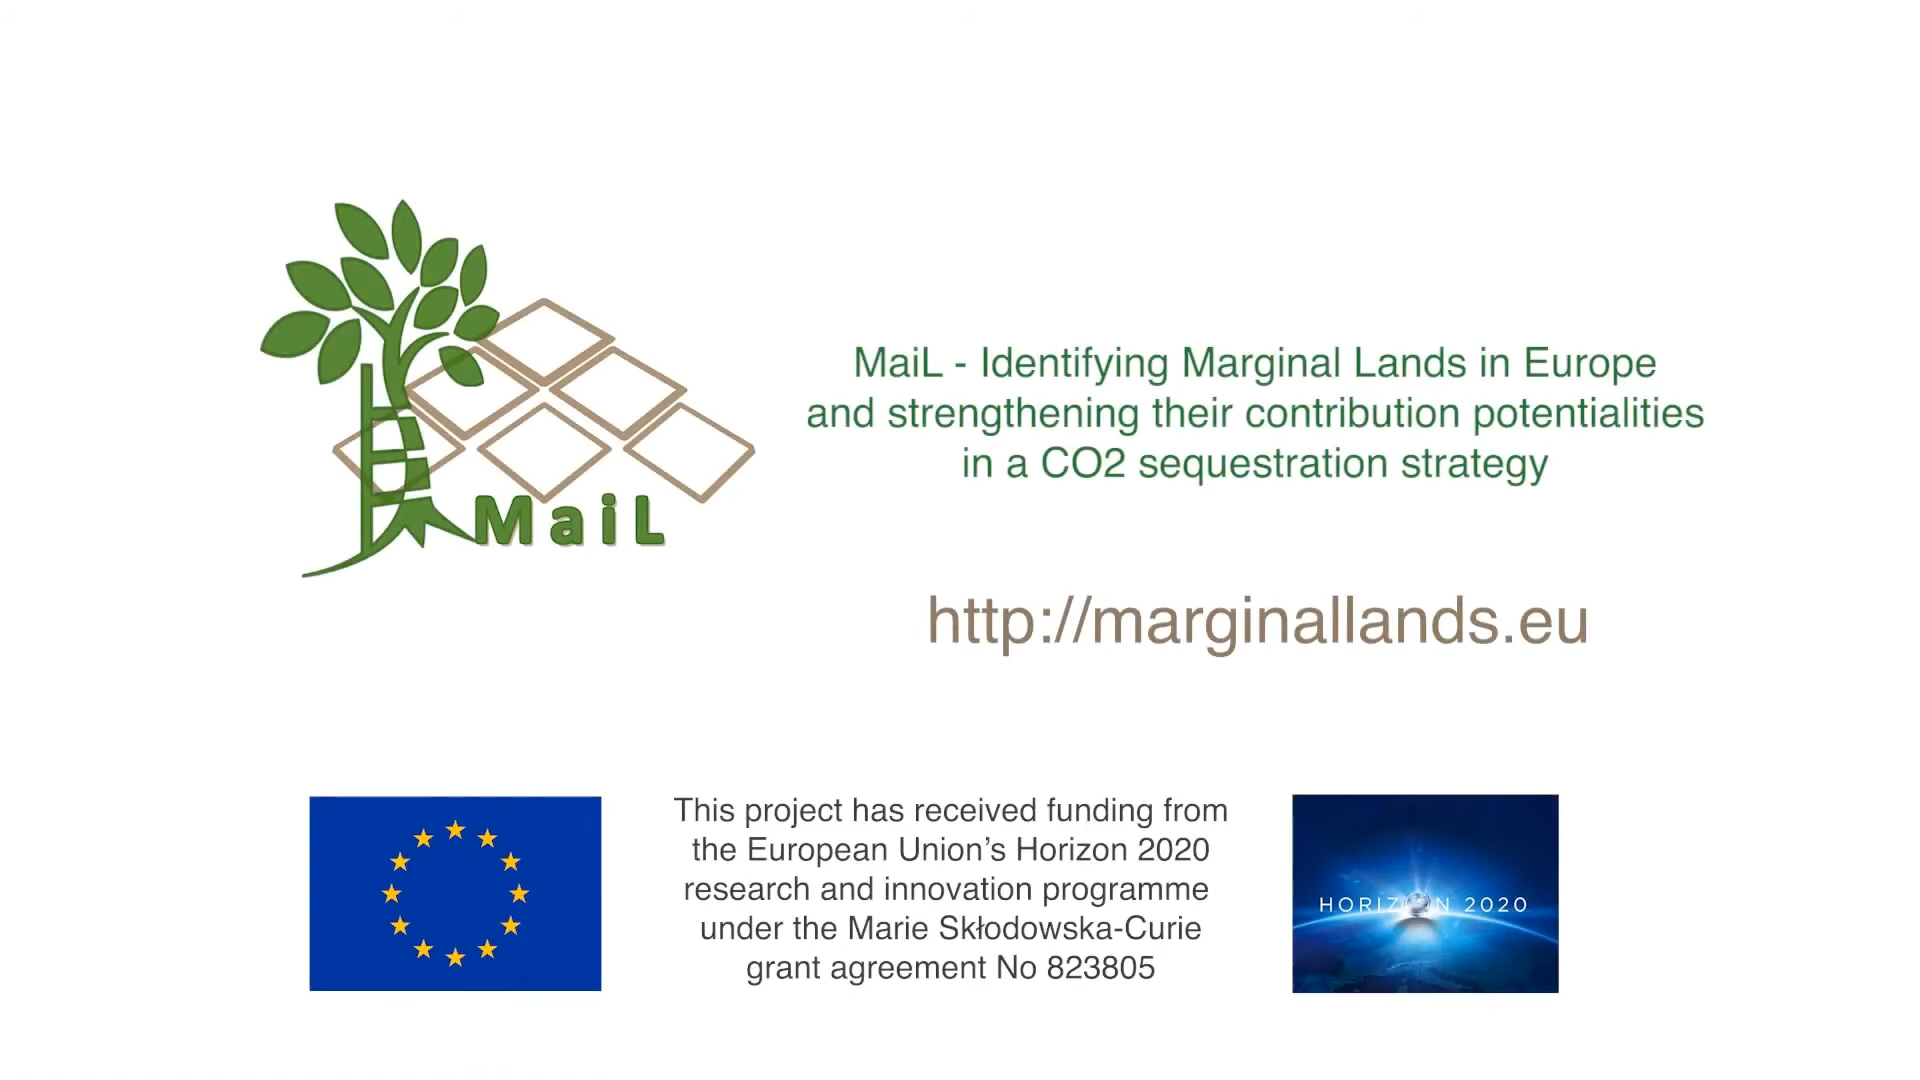 MaiL
MaiL - Identifying Marginal Lands in Europe
and strengthening their contribution potentialities
in a CO2 sequestration strategy
http://marginallands.eu
This project has received funding from
the European Union’s Horizon 2020
research and innovation programme
under the Marie Skłodowska-Curie
grant agreement No 823805
HORIZON 2020